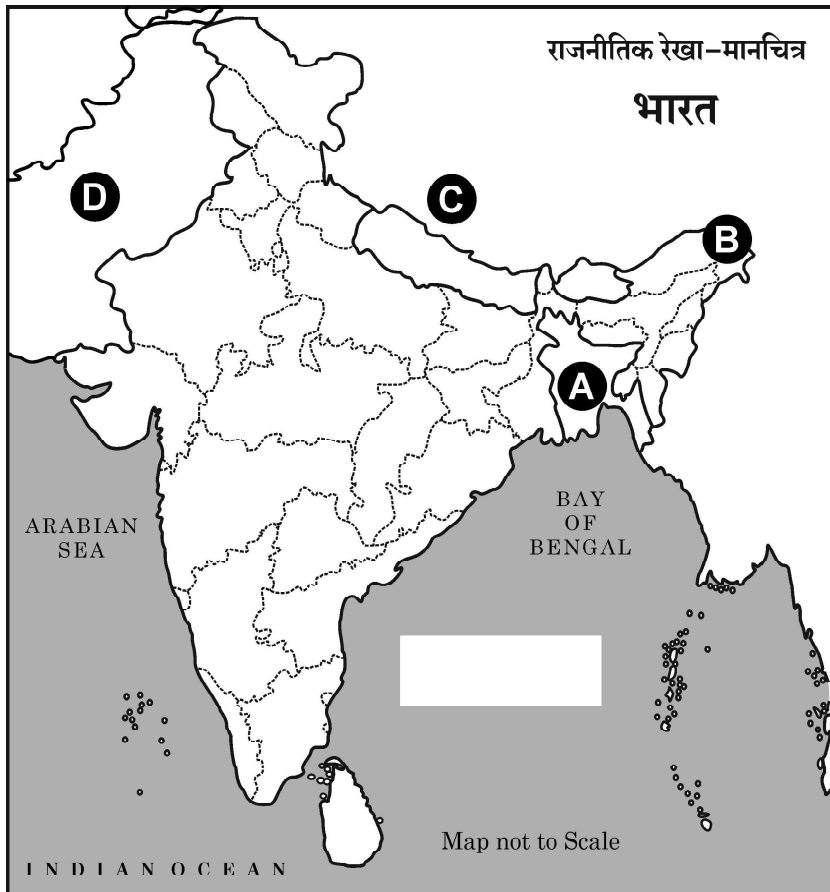 राजनीतिक रेखा-मानचित्र
भारत
D
C
B
A
ARABIAN
SEA
BAY
OF
BENGAL
Map not to Scale
INDIAN OCEAN